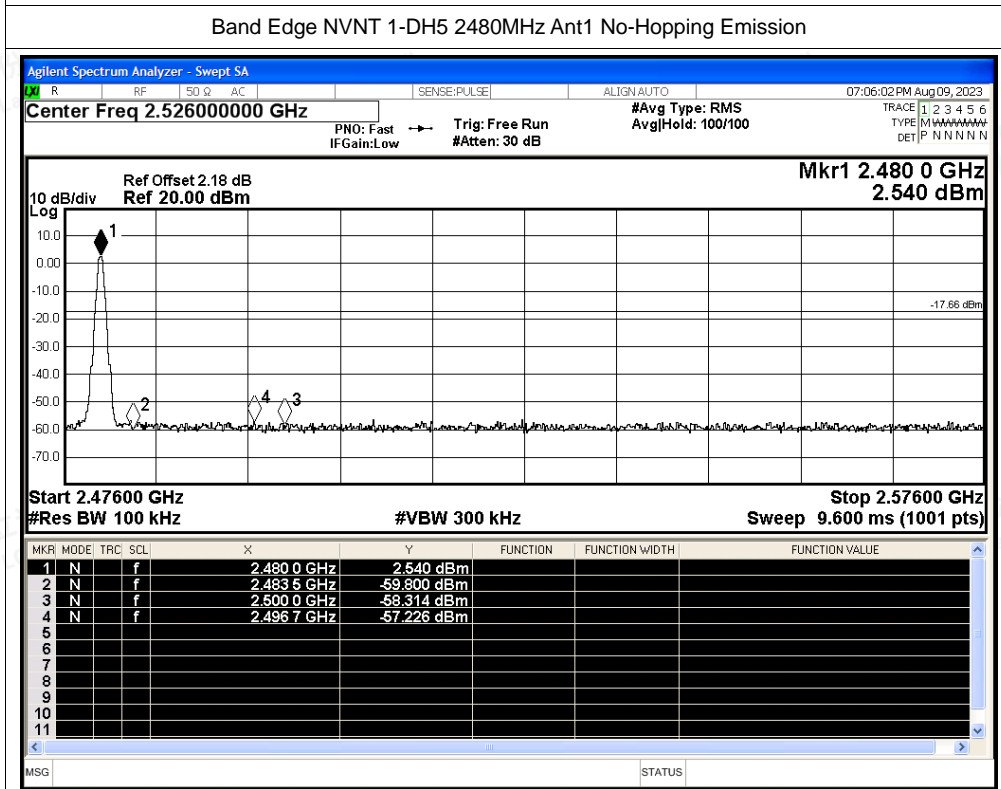 Band Edge NVNT 1-DH5 2480MHz Ant1 No-Hopping Emission
Agilent Spectrum Analyzer - Swept SA
LXI R RF 50 Ω AC SENSE:PULSE ALIGN AUTO 07:06:02 PM Aug 09, 2023
Center Freq 2.526000000 GHz #Avg Type: RMS TRACE 1 2 3 4 5 6
PNO: Fast Trig: Free Run Avg|Hold: 100/100 TYPE M WWWWW
IFGain:Low #Atten: 30 dB DET P N N N N N
Mkr1 2.480 0 GHz
Ref Offset 2.18 dB
10 dB/div Ref 20.00 dBm 2.540 dBm
Log
10.0
1
0.00
-10.0
-17.66 dBm
-20.0
-30.0
-40.0
-50.0
2 4 3
-60.0
-70.0
Start 2.47600 GHz Stop 2.57600 GHz
#Res BW 100 kHz #VBW 300 kHz Sweep 9.600 ms (1001 pts)
MKR MODE TRC SCL X Y FUNCTION FUNCTION WIDTH FUNCTION VALUE
1 N f 2.480 0 GHz 2.540 dBm
2 N f 2.483 5 GHz -59.800 dBm
3 N f 2.500 0 GHz -58.314 dBm
4 N f 2.496 7 GHz -57.226 dBm
5
6
7
8
9
10
11
MSG STATUS